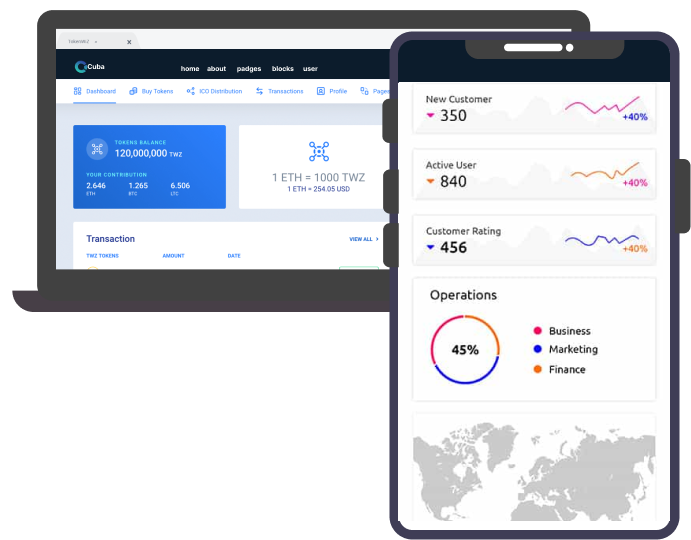 TokenWiz
Cuba
home about padges blocks user
Dashboard Buy Tokens ICO Distribution Transactions Profile Pages
TOKENS BALANCE
120,000,000 TWZ
YOUR CONTRIBUTION
2.646 1.265 6.506
ETH BTC LTC
1 ETH = 1000 TWZ
1 ETH = 254.05 USD
Transaction
VIEW ALL
TWZ TOKENS AMOUNT DATE
New Customer
350
+40%
Active User
840
+40%
Customer Rating
456
+40%
Operations
45%
Business
Marketing
Finance